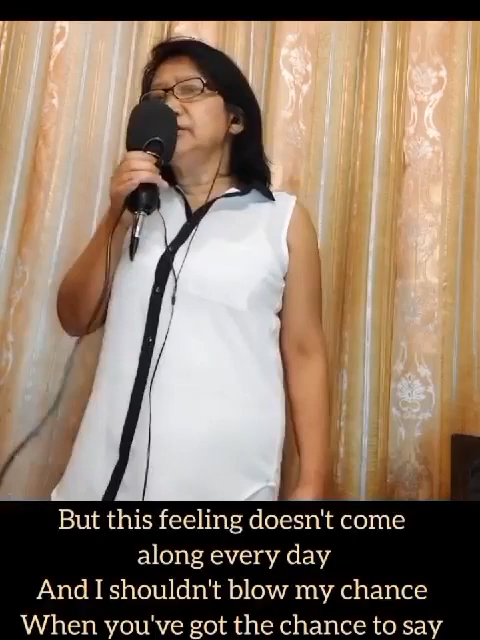 But this feeling doesn't come
along every day
And I shouldn't blow my chance
When you've got the chance to say